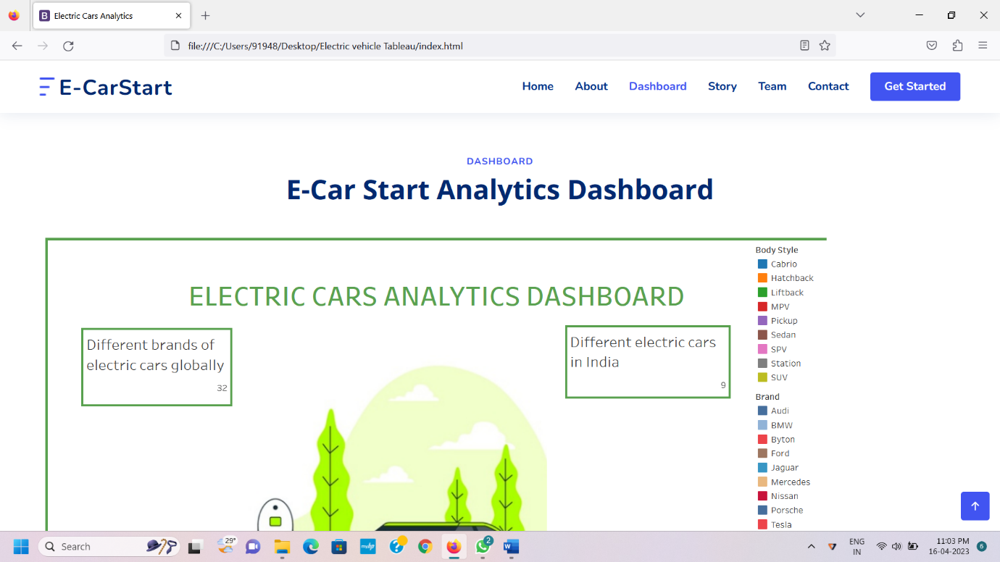 Electric Cars Analytics
file:///C:/Users/91948/Desktop/Electric vehicle Tableau/index.html
E-CarStart
Home About Dashboard Story Team Contact Get Started
DASHBOARD
E-Car Start Analytics Dashboard
ELECTRIC CARS ANALYTICS DASHBOARD
Different brands of
electric cars globally
32
Different electric cars
in India
9
Body Style
Cabrio
Hatchback
Liftback
MPV
Pickup
Sedan
SPV
Station
SUV
Brand
Audi
BMW
Byton
Ford
Jaguar
Mercedes
Nissan
Porsche
Tesla
Search
29°
2
ENG
IN
11:03 PM
16-04-2023
6